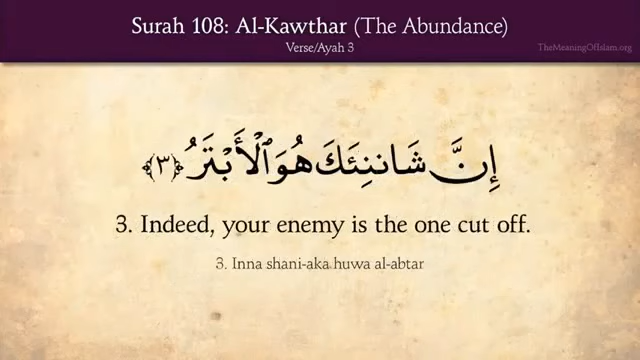 Surah 108: Al-Kawthar (The Abundance)
Verse/Ayah 3
TheMeaningOfIslam.org
إِنَّ شَانِئَكَ هُوَ ٱلْأَبْتَرُ ﴿٣﴾
3. Indeed, your enemy is the one cut off.
3. Inna shani-aka huwa al-abtar